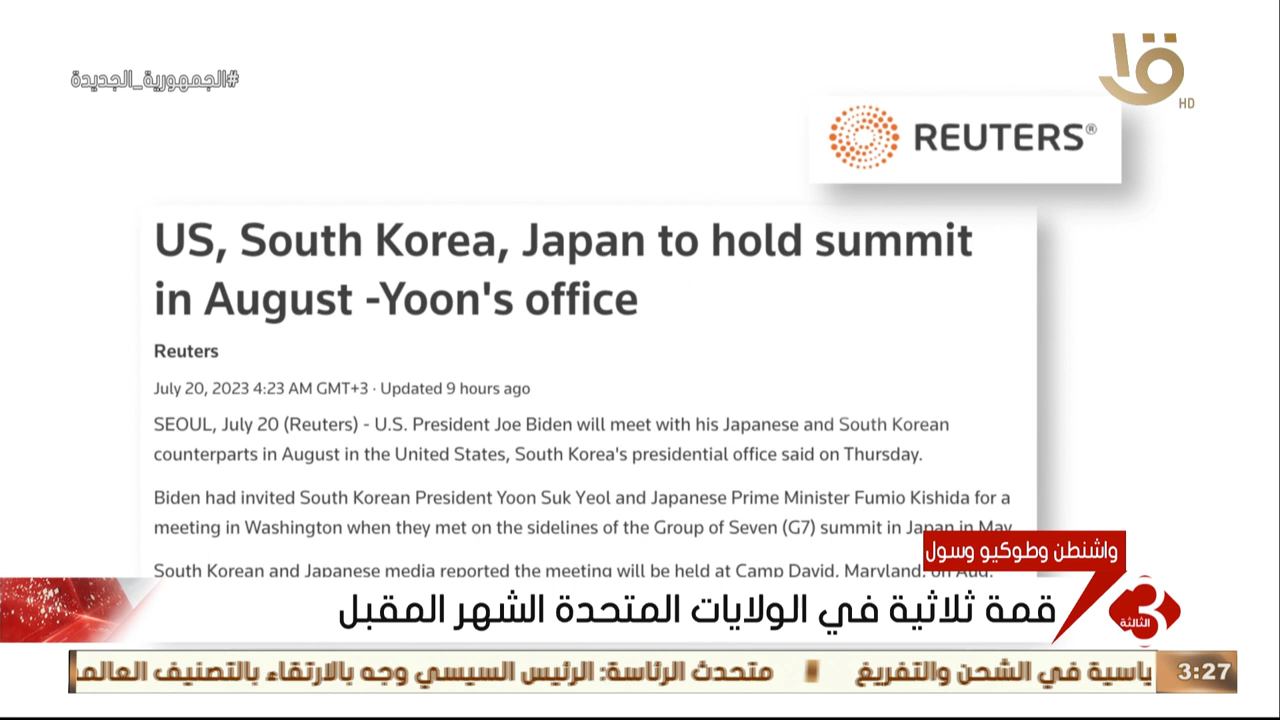 #الجمهورية_الجديدة
HD
REUTERS®
US, South Korea, Japan to hold summit
in August -Yoon's office
Reuters
July 20, 2023 4:23 AM GMT+3 · Updated 9 hours ago
SEOUL, July 20 (Reuters) - U.S. President Joe Biden will meet with his Japanese and South Korean
counterparts in August in the United States, South Korea's presidential office said on Thursday.
Biden had invited South Korean President Yoon Suk Yeol and Japanese Prime Minister Fumio Kishida for a
meeting in Washington when they met on the sidelines of the Group of Seven (G7) summit in Japan in May
South Korean and Japanese media reported the meeting will be held at Camp David, Maryland, on Aug.
واشنطن وطوكيو وسول
قمة ثلاثية في الولايات المتحدة الشهر المقبل
3 الثالثة
3:27
ياسية في الشحن والتفريغ
متحدث الرئاسة: الرئيس السيسي وجه بالارتقاء بالتصنيف العالم